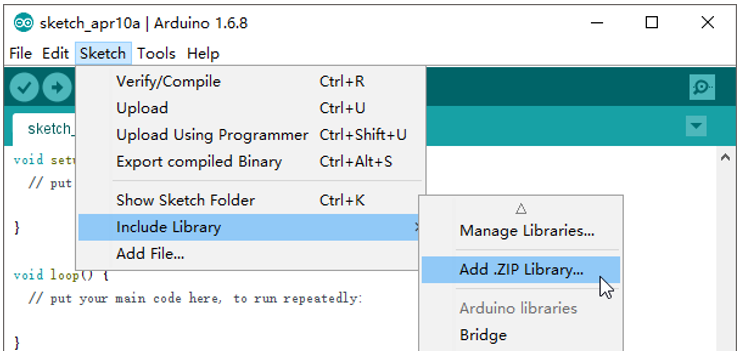 sketch_apr10a | Arduino 1.6.8
File Edit Sketch Tools Help
Verify/Compile Ctrl+R
Upload Ctrl+U
Upload Using Programmer Ctrl+Shift+U
Export compiled Binary Ctrl+Alt+S
Show Sketch Folder Ctrl+K
Include Library
Add File...
Manage Libraries...
Add .ZIP Library...
Arduino libraries
Bridge
sketch_
void setu
// put
}
void loop() {
// put your main code here, to run repeatedly:
}